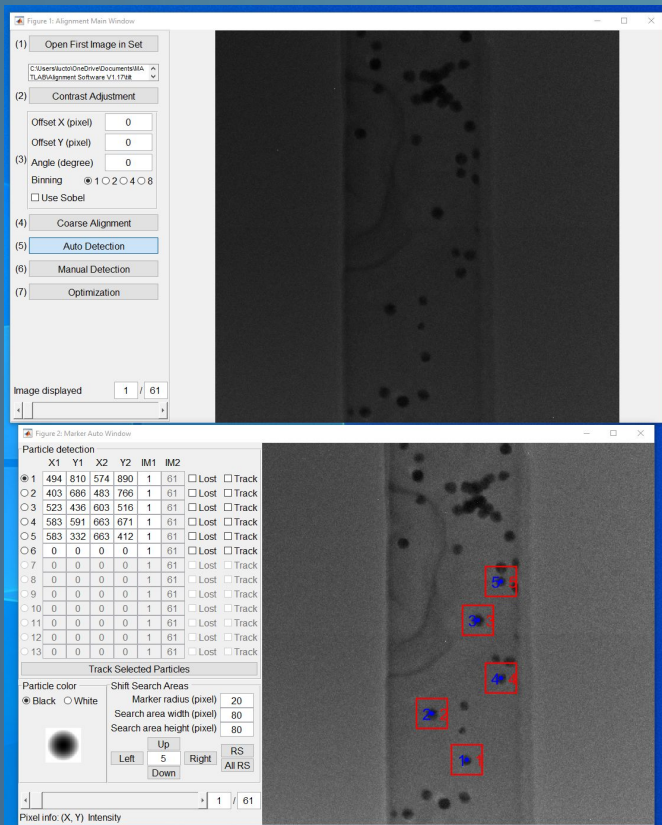 Figure 1: Alignment Main Window
(1) Open First Image in Set
C:\Users\lucto\OneDrive\Documents\MA
TLAB\Alignment Software V1.17\tilt
(2) Contrast Adjustment
Offset X (pixel) 0
Offset Y (pixel) 0
(3) Angle (degree) 0
Binning 1 2 4 8
Use Sobel
(4) Coarse Alignment
(5) Auto Detection
(6) Manual Detection
(7) Optimization
Image displayed 1 / 61
Figure 2: Marker Auto Window
Particle detection
X1 Y1 X2 Y2 IM1 IM2
1 494 810 574 890 1 61 Lost Track
2 403 686 483 766 1 61 Lost Track
3 523 436 603 516 1 61 Lost Track
4 583 591 663 671 1 61 Lost Track
5 583 332 663 412 1 61 Lost Track
6 0 0 0 0 1 61 Lost Track
7 0 0 0 0 1 61 Lost Track
8 0 0 0 0 1 61 Lost Track
9 0 0 0 0 1 61 Lost Track
10 0 0 0 0 1 61 Lost Track
11 0 0 0 0 1 61 Lost Track
12 0 0 0 0 1 61 Lost Track
13 0 0 0 0 1 61 Lost Track
Track Selected Particles
Particle color
Black White
Shift Search Areas
Marker radius (pixel) 20
Search area width (pixel) 80
Search area height (pixel) 80
Up
Left 5 Right
Down
RS
All RS
1 / 61
Pixel info: (X, Y) Intensity
5
3
4
2
1